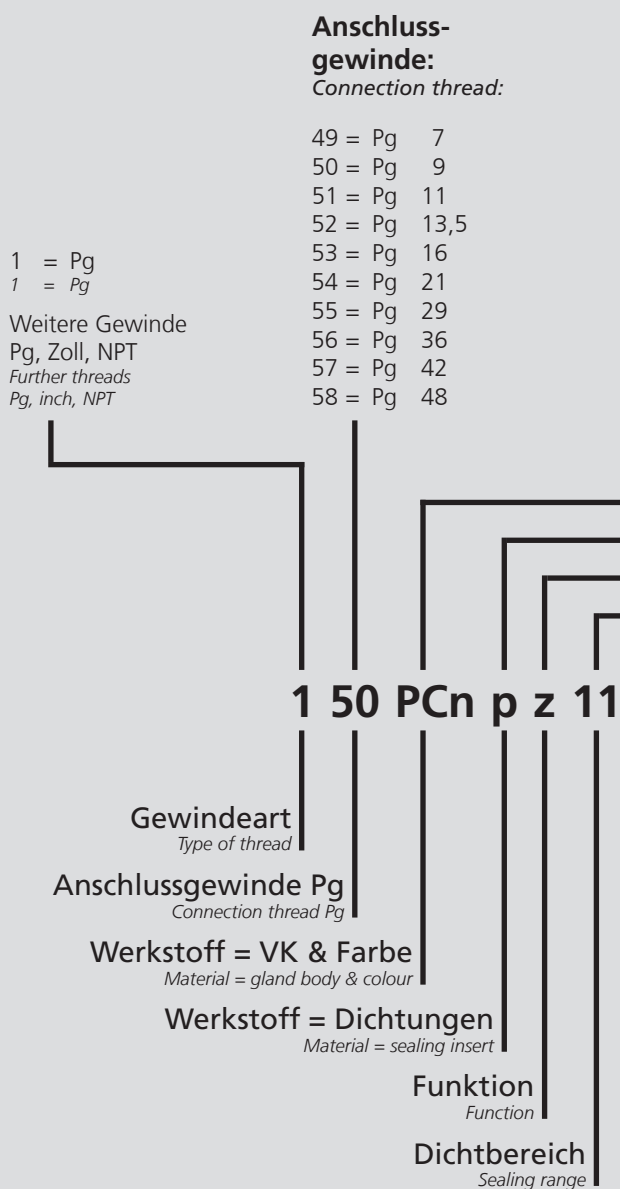 Anschluss-
gewinde:
Connection thread:
49 = Pg 7
50 = Pg 9
51 = Pg 11
52 = Pg 13,5
53 = Pg 16
54 = Pg 21
55 = Pg 29
56 = Pg 36
57 = Pg 42
58 = Pg 48
1 = Pg
1 = Pg
Weitere Gewinde
Pg, Zoll, NPT
Further threads
Pg, inch, NPT
1 50 PCn p z 11
Gewindeart
Type of thread
Anschlussgewinde Pg
Connection thread Pg
Werkstoff = VK & Farbe
Material = gland body & colour
Werkstoff = Dichtungen
Material = sealing insert
Funktion
Function
Dichtbereich
Sealing range